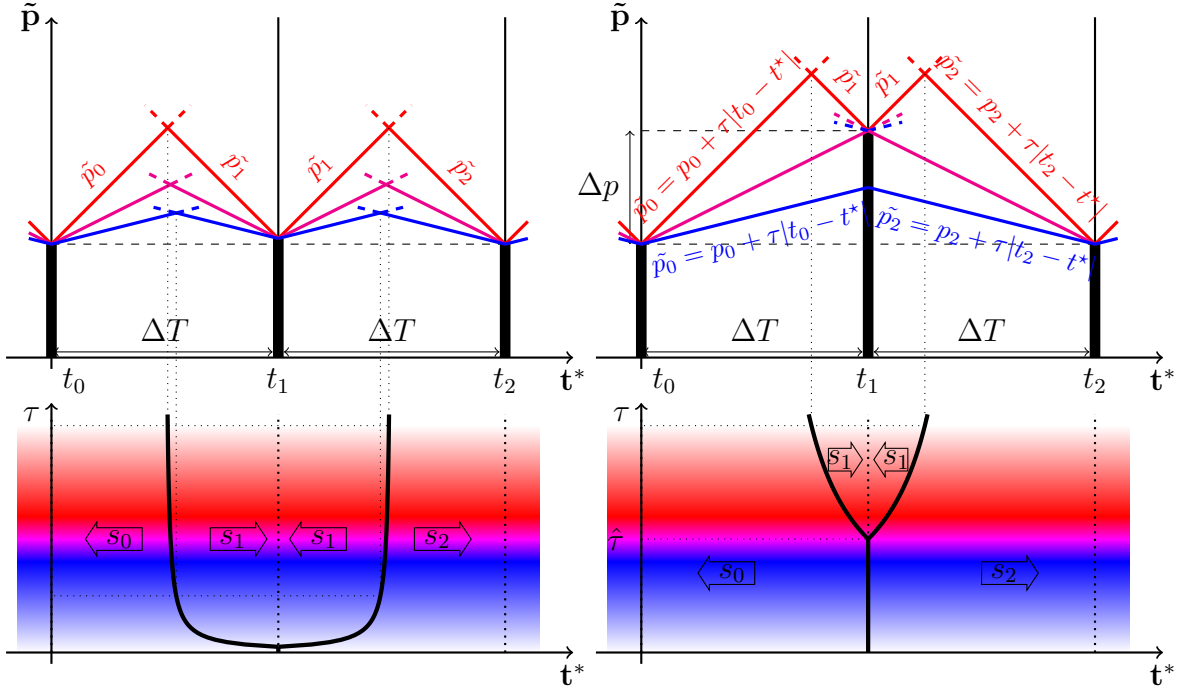 p̃
p̃₀
p̃₁
p̃₁
p̃₂
ΔT
ΔT
t₀
t₁
t₂
t*
p̃
Δp
p̃₀ = p₀ + τ|t₀ − t⋆|
p̃₁
p̃₁
p̃₂ = p₂ + τ|t₂ − t⋆|
p̃₀ = p₀ + τ|t₀ − t⋆|
p̃₂ = p₂ + τ|t₂ − t⋆|
ΔT
ΔT
t₀
t₁
t₂
t*
τ
s₀
s₁
s₁
s₂
t*
τ
s₁
s₁
τ̂
s₀
s₂
t*